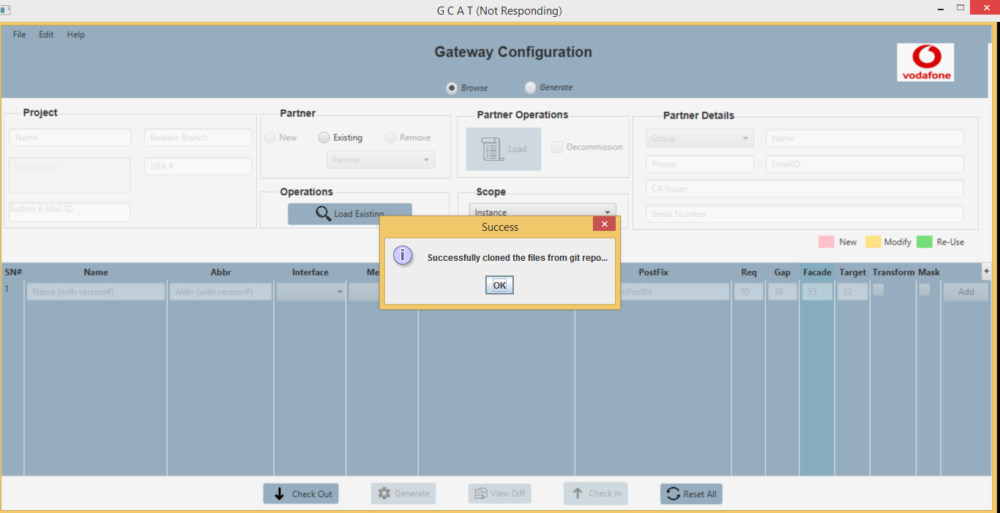 G C A T (Not Responding)
File Edit Help
Gateway Configuration
vodafone
Browse Generate
Project
Name Release Branch
Description JIRA #
Author E-Mail ID
Partner
New Existing Remove
Partner
Operations
Load Existing
Partner Operations
Load Decommission
Scope
Instance
Partner Details
Group Name
Phone EmailID
CA Issuer
Serial Number
New Modify Re-Use
Success
Successfully cloned the files from git repo...
OK
SN# Name Abbr Interface Me PostFix Req Gap Facade Target Transform Mask +
1 Name (with version#) Abbr (with version#) nPostfix 10 10 35 32 Add
Check Out Generate View Diff Check In Reset All